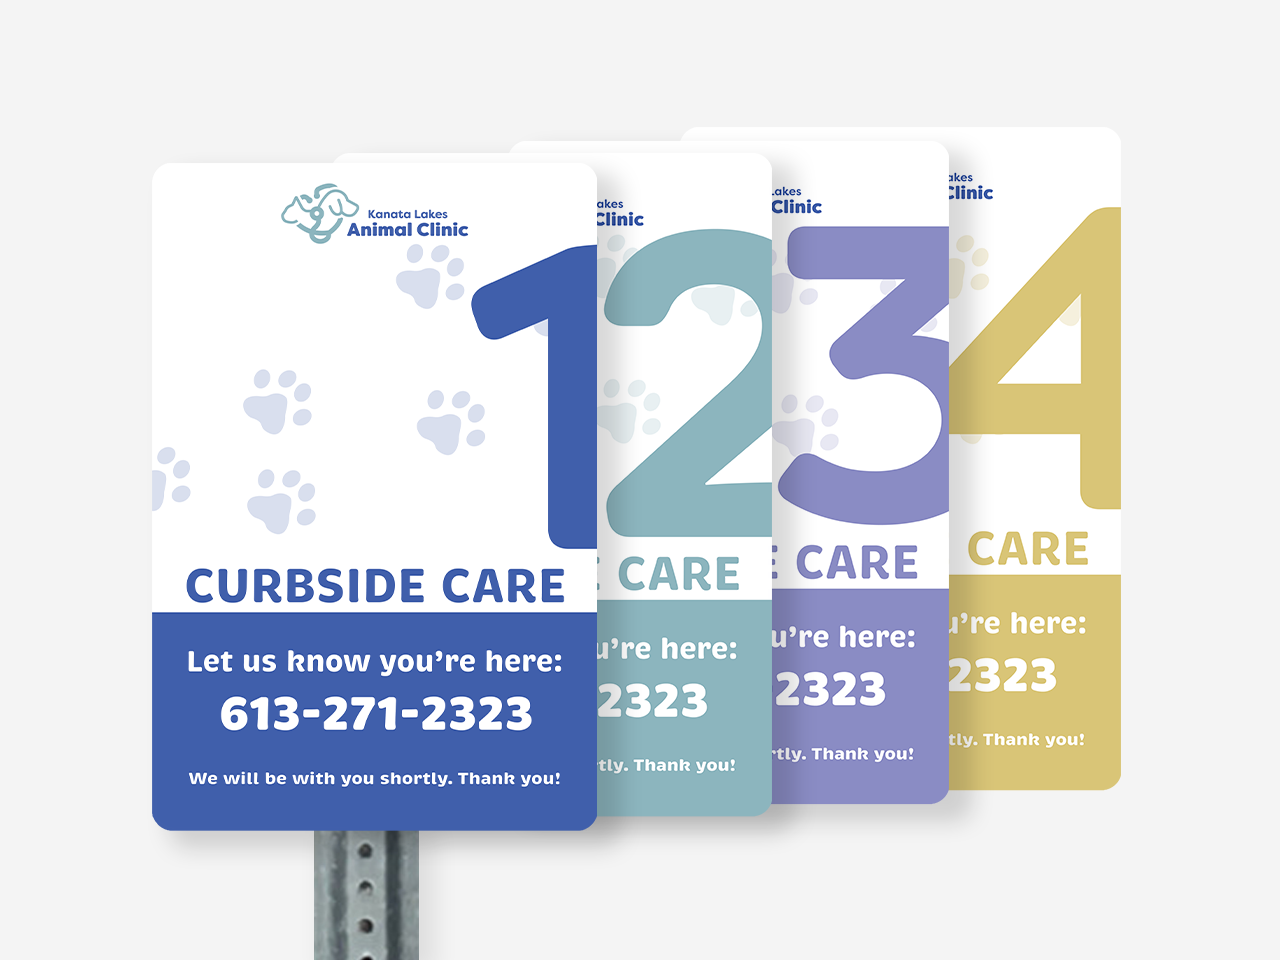 Kanata Lakes
Animal Clinic
1
CURBSIDE CARE
Let us know you’re here:
613-271-2323
We will be with you shortly. Thank you!
akes
Clinic
2
CARE
u’re here:
2323
tly. Thank you!
akes
Clinic
3
E CARE
u’re here:
2323
rtly. Thank you!
akes
Clinic
4
CARE
u’re here:
2323
tly. Thank you!